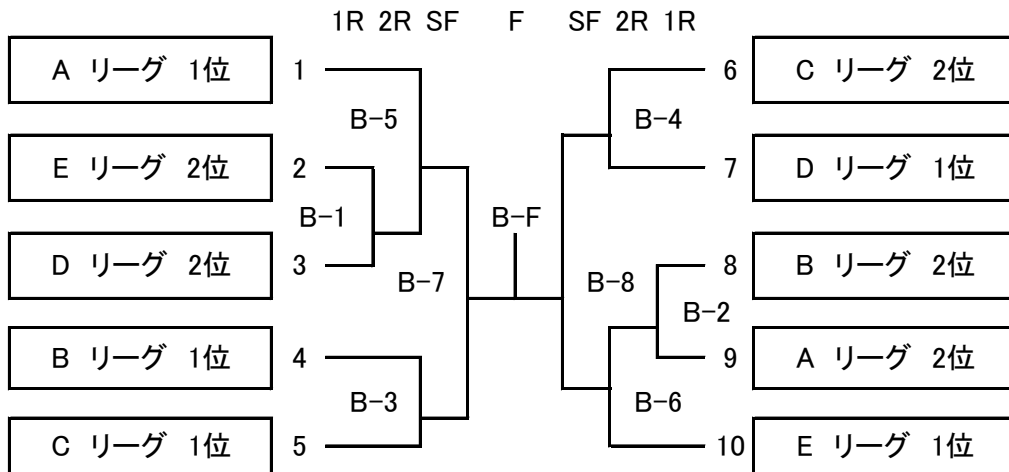 1R 2R SF F SF 2R 1R
A リーグ 1位 1 6 C リーグ 2位
B-5 B-4
E リーグ 2位 2 7 D リーグ 1位
B-1 B-F
D リーグ 2位 3 8 B リーグ 2位
B-7 B-8
B-2
B リーグ 1位 4 9 A リーグ 2位
B-3 B-6
C リーグ 1位 5 10 E リーグ 1位